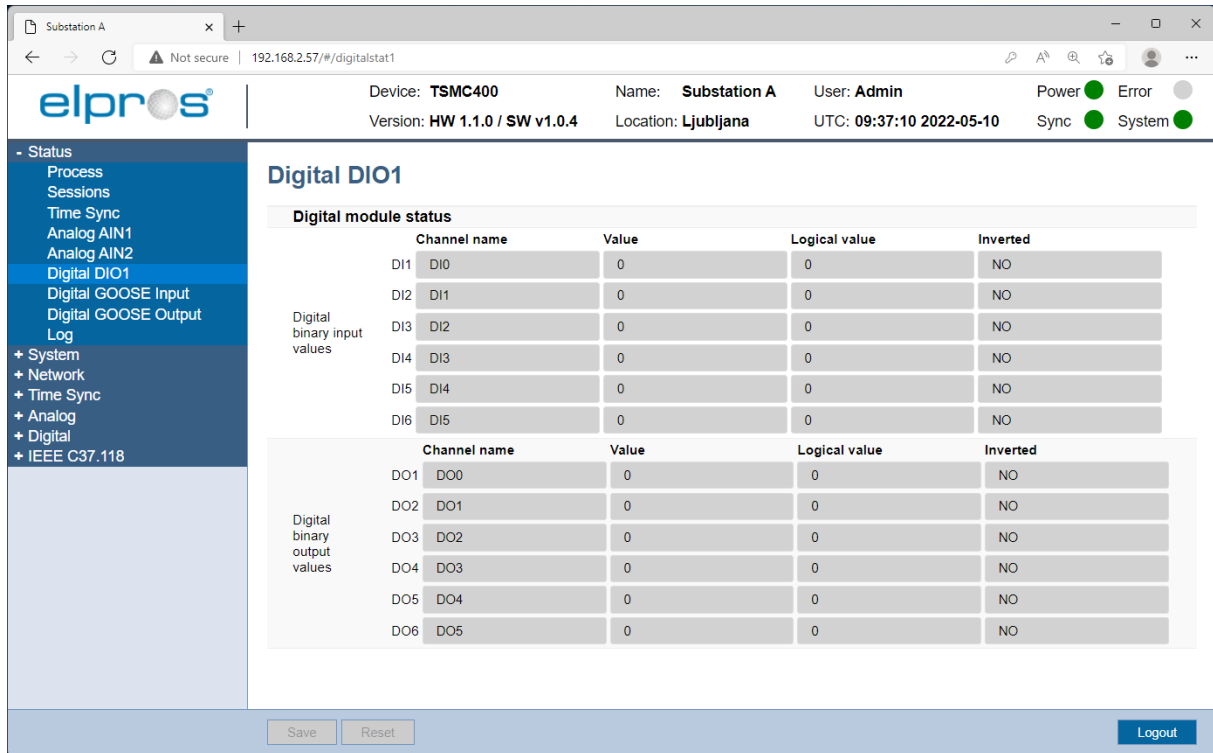 Substation A
Not secure | 192.168.2.57/#/digitalstat1
elpros
Device: TSMC400 Name: Substation A User: Admin Power Error
Version: HW 1.1.0 / SW v1.0.4 Location: Ljubljana UTC: 09:37:10 2022-05-10 Sync System
- Status
Process
Sessions
Time Sync
Analog AIN1
Analog AIN2
Digital DIO1
Digital GOOSE Input
Digital GOOSE Output
Log
+ System
+ Network
+ Time Sync
+ Analog
+ Digital
+ IEEE C37.118
Digital DIO1
Digital module status
Channel name Value Logical value Inverted
Digital
binary input
values
DI1 DI0 0 0 NO
DI2 DI1 0 0 NO
DI3 DI2 0 0 NO
DI4 DI3 0 0 NO
DI5 DI4 0 0 NO
DI6 DI5 0 0 NO
Channel name Value Logical value Inverted
Digital
binary
output
values
DO1 DO0 0 0 NO
DO2 DO1 0 0 NO
DO3 DO2 0 0 NO
DO4 DO3 0 0 NO
DO5 DO4 0 0 NO
DO6 DO5 0 0 NO
Save Reset Logout